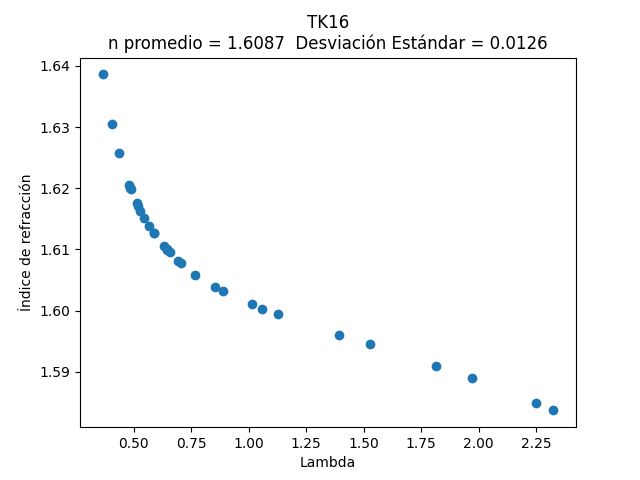 TK16
n promedio = 1.6087  Desviación Estándar = 0.0126
1.64
1.63
1.62
1.61
1.60
1.59
Índice de refracción
0.50 0.75 1.00 1.25 1.50 1.75 2.00 2.25
Lambda